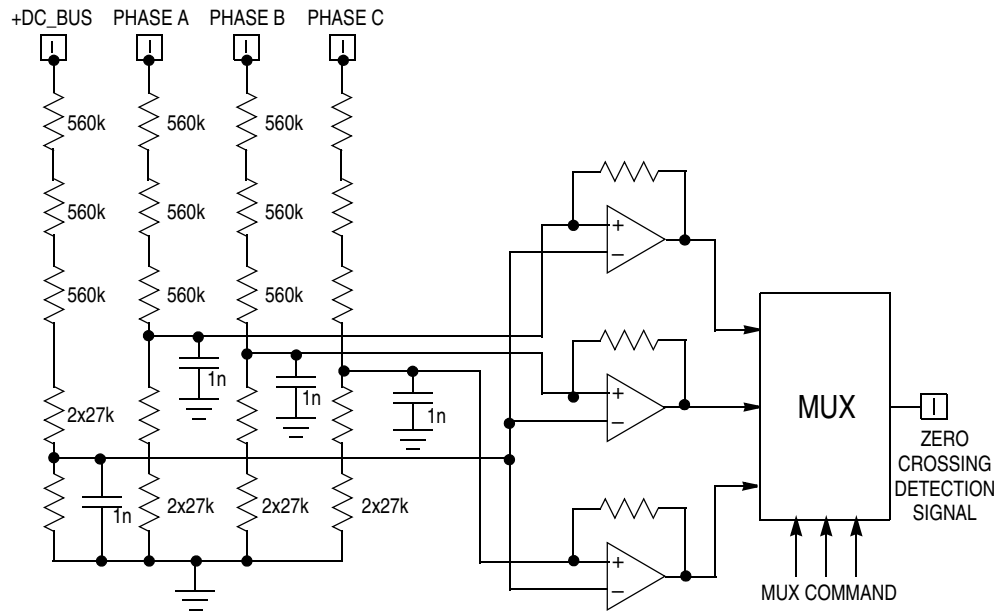 +DC_BUS PHASE A PHASE B PHASE C
I I I I
560k 560k 560k
560k 560k 560k
+
−
560k 560k 560k
1n
1n
1n
+
−
MUX
I
2x27k
ZERO
CROSSING
DETECTION
SIGNAL
1n
2x27k 2x27k 2x27k
+
−
MUX COMMAND